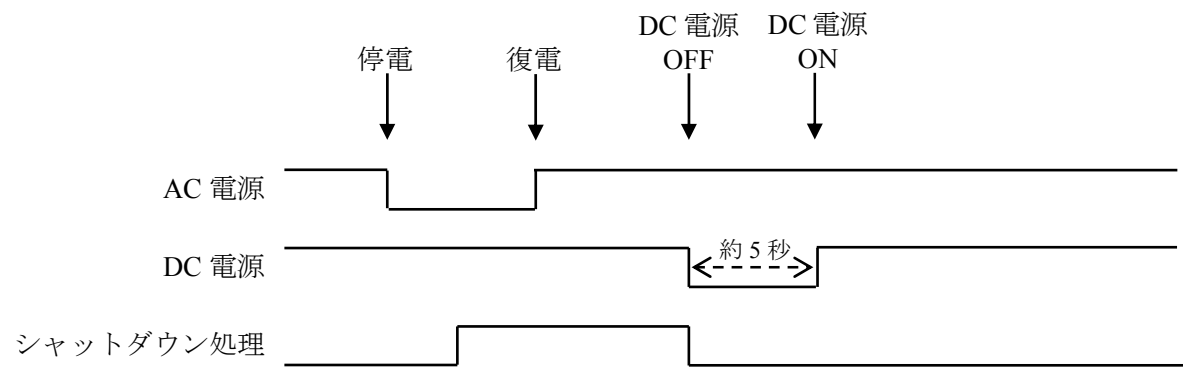 停電
復電
DC 電源
OFF
DC 電源
ON
AC 電源
DC 電源
約 5 秒
シャットダウン処理